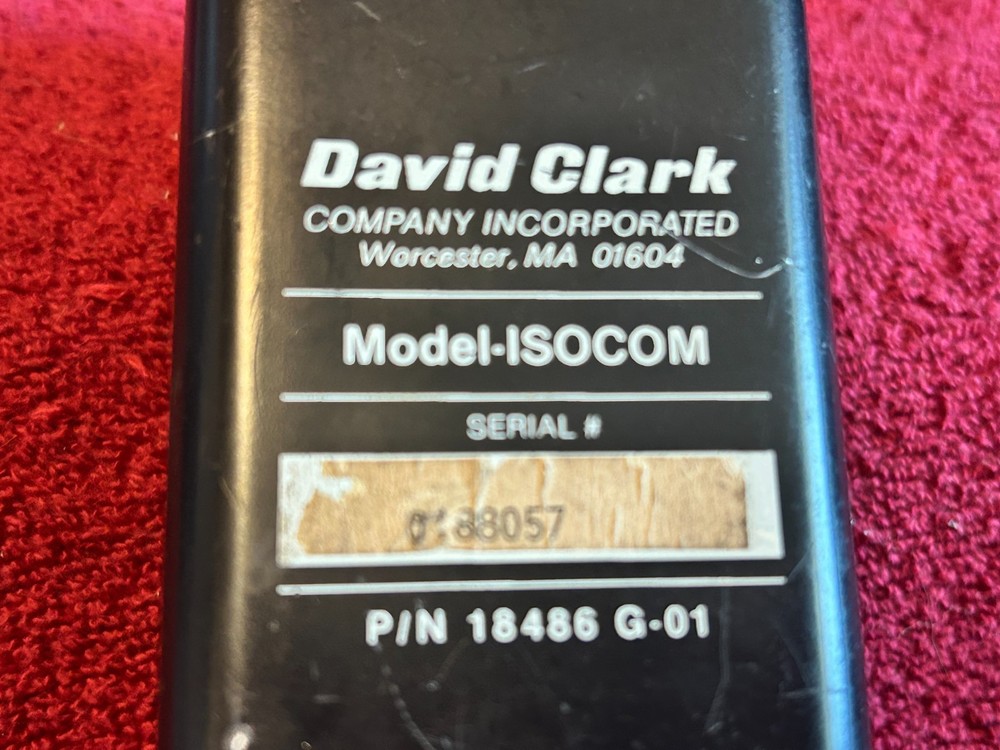 David Clark
COMPANY INCORPORATED
Worcester, MA 01604
Model-ISOCOM
SERIAL #
P/N 18486 G-01